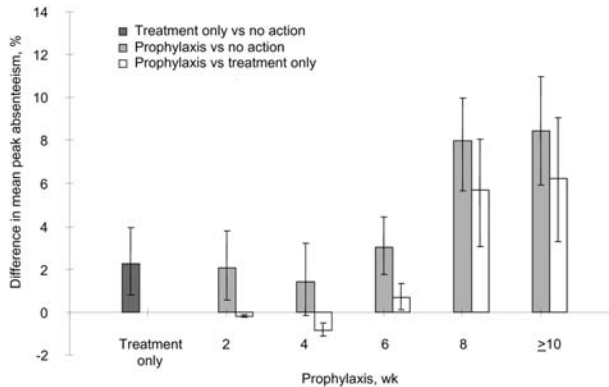 Difference in mean peak absenteeism, %
14
12
10
8
6
4
2
0
-2
Treatment only vs no action
Prophylaxis vs no action
Prophylaxis vs treatment only
Treatment only
2
4
6
8
≥10
Prophylaxis, wk